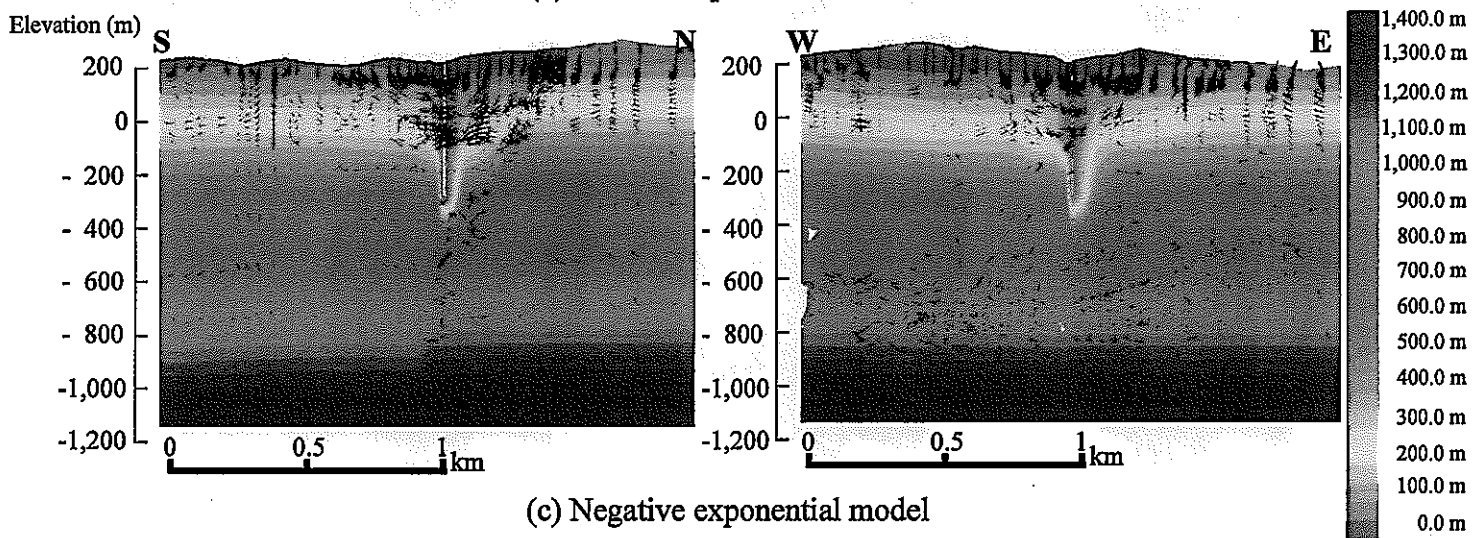 Elevation (m)
S
N
200
0
- 200
- 400
- 600
- 800
-1,000
-1,200
0
0.5
1
km
W
E
200
0
- 200
- 400
- 600
- 800
-1,000
-1,200
0
0.5
1
km
1,400.0 m
1,300.0 m
1,200.0 m
1,100.0 m
1,000.0 m
900.0 m
800.0 m
700.0 m
600.0 m
500.0 m
400.0 m
300.0 m
200.0 m
100.0 m
0.0 m
(c) Negative exponential model